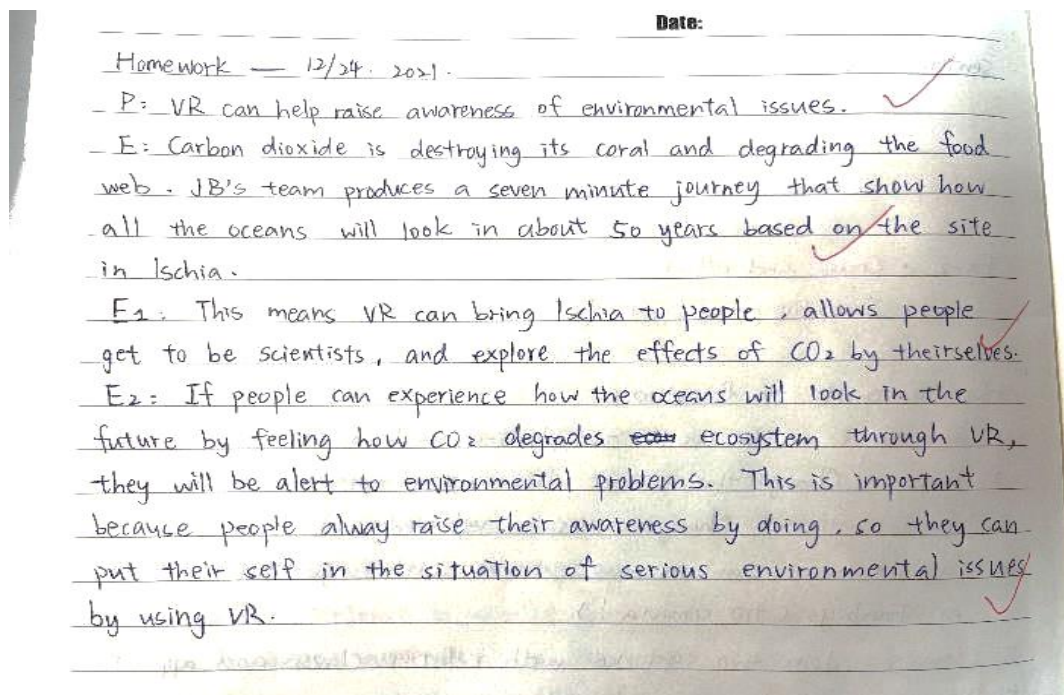 Date:
Homework — 12/24. 2021.
P: VR can help raise awareness of environmental issues.
E: Carbon dioxide is destroying its coral and degrading the food
web. JB's team produces a seven minute journey that show how
all the oceans will look in about 50 years based on the site
in Ischia.
E1: This means VR can bring Ischia to people, allows people
get to be scientists, and explore the effects of CO2 by theirselves.
E2: If people can experience how the oceans will look in the
future by feeling how CO2 degrades ecosystem through VR,
they will be alert to environmental problems. This is important
because people alway raise their awareness by doing, so they can
put their self in the situation of serious environmental issues
by using VR.